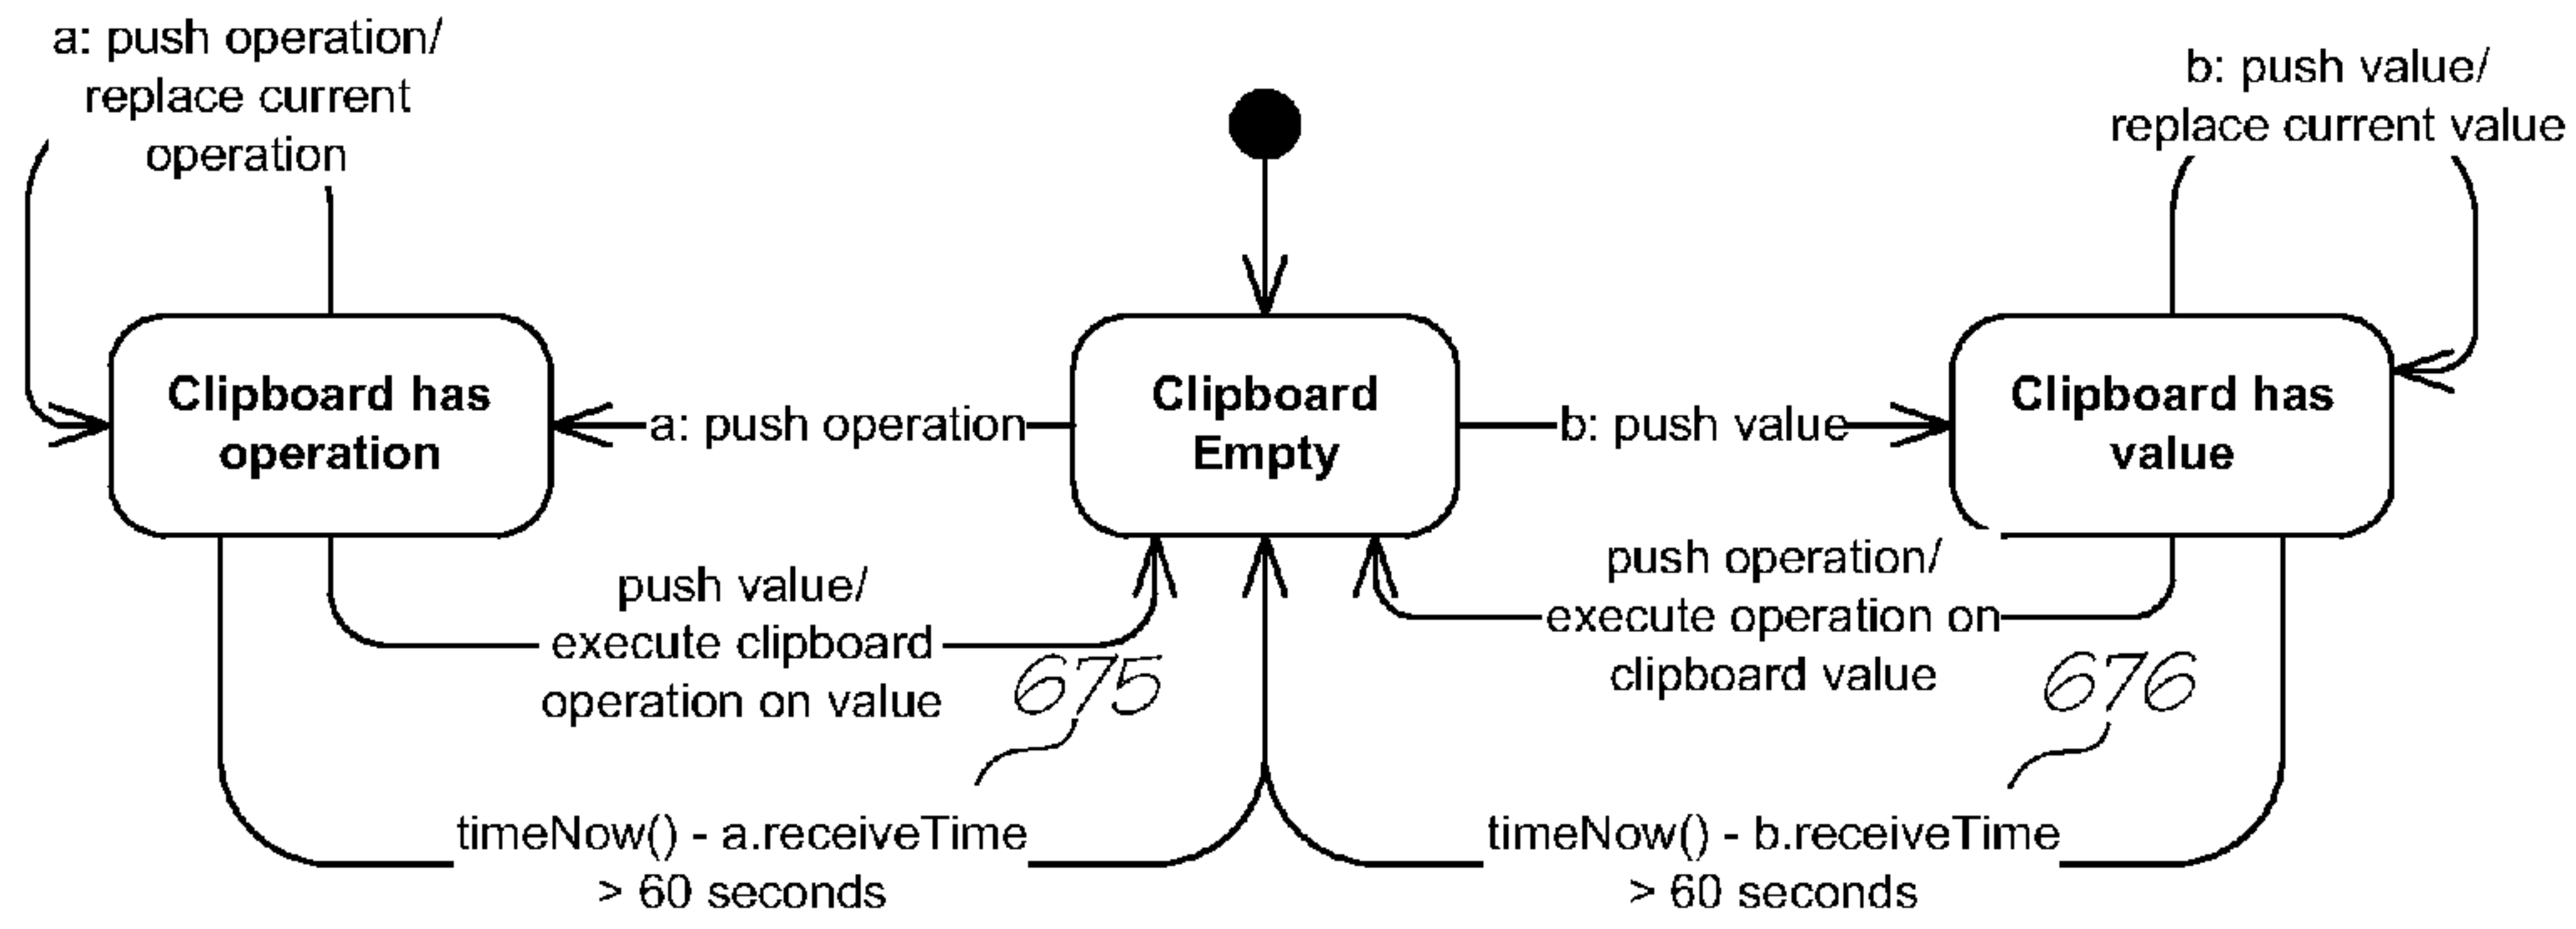 a: push operation/
replace current
operation
b: push value/
replace current value
Clipboard has
operation
a: push operation
Clipboard
Empty
b: push value
Clipboard has
value
push value/
execute clipboard
operation on value
675
push operation/
execute operation on
clipboard value
676
timeNow() - a.receiveTime
> 60 seconds
timeNow() - b.receiveTime
> 60 seconds